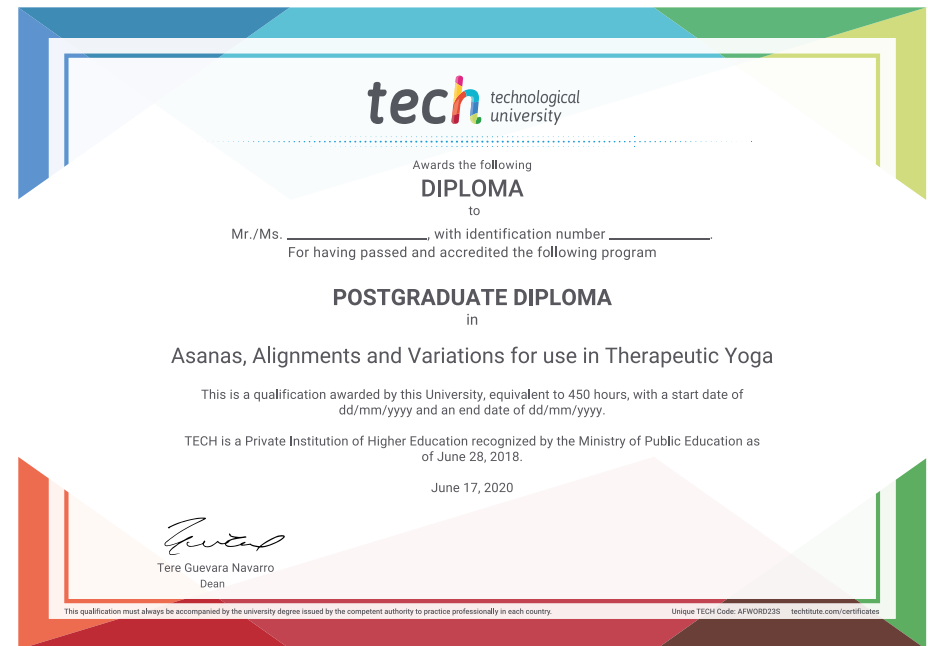 tech technological
university
Awards the following
DIPLOMA
to
Mr./Ms. ____________________, with identification number ______________.
For having passed and accredited the following program
POSTGRADUATE DIPLOMA
in
Asanas, Alignments and Variations for use in Therapeutic Yoga
This is a qualification awarded by this University, equivalent to 450 hours, with a start date of
dd/mm/yyyy and an end date of dd/mm/yyyy.
TECH is a Private Institution of Higher Education recognized by the Ministry of Public Education as
of June 28, 2018.
June 17, 2020
Tere Guevara Navarro
Dean
This qualification must always be accompanied by the university degree issued by the competent authority to practice professionally in each country.
Unique TECH Code: AFWORD23S techtitute.com/certificates